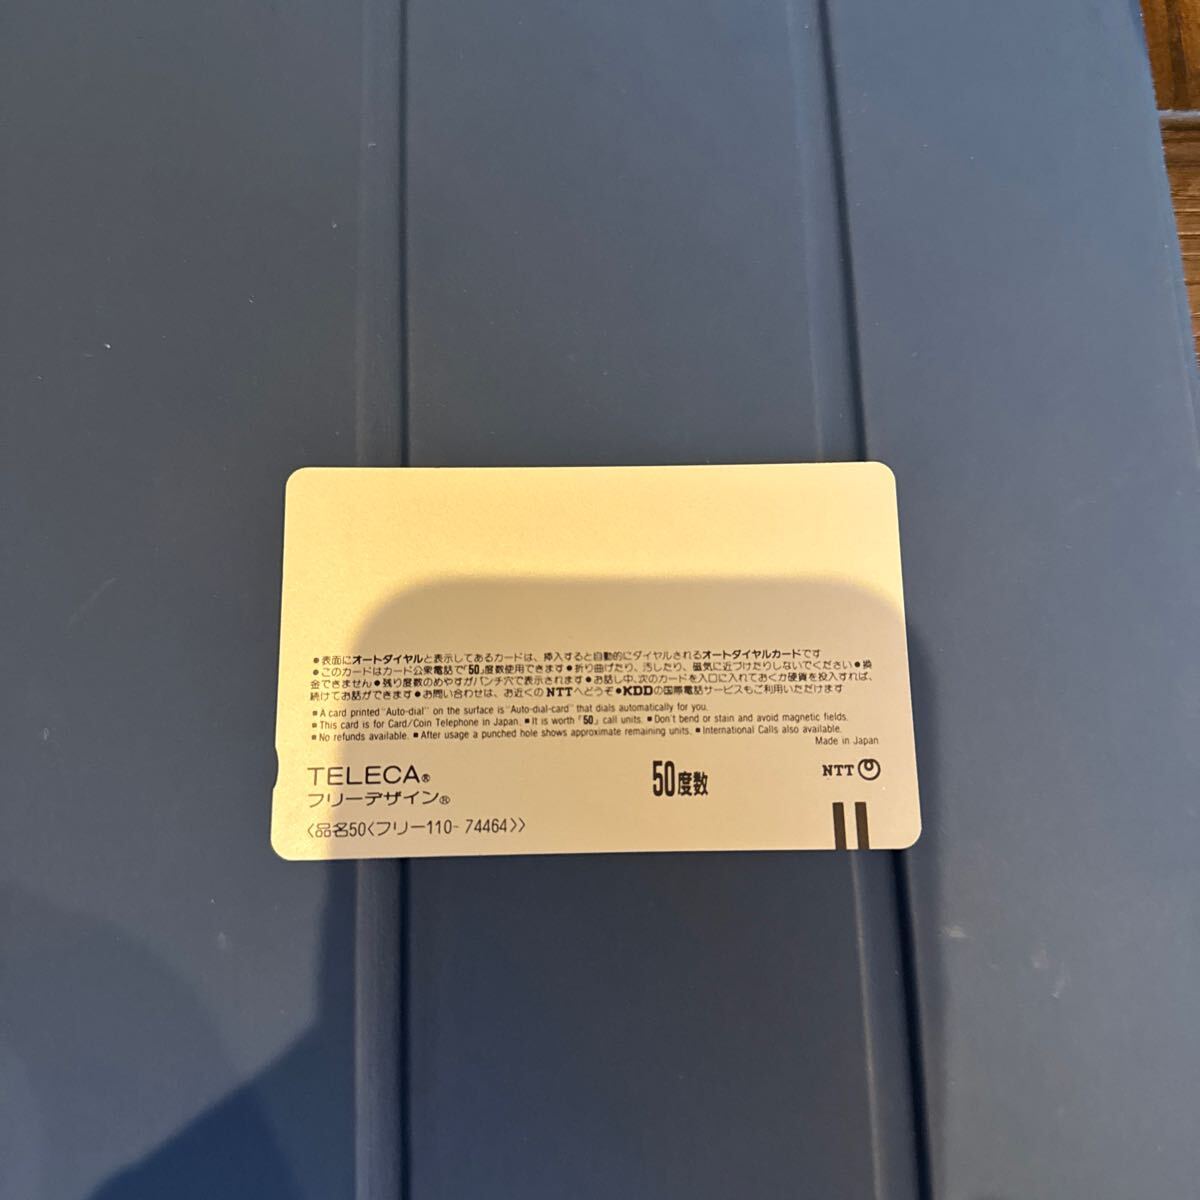 ●表面にオートダイヤルと表示してあるカードは、挿入すると自動的にダイヤルされるオートダイヤルカードです
●このカードはカード公衆電話で「50」度数使用できます●折り曲げたり、汚したり、磁気に近づけたりしないでください●換
金できません●残り度数のめやすがパンチ穴で表示されます●お話し中、次のカードを入口に入れておくか硬貨を投入すれば、
続けてお話ができます●お問い合わせは、お近くのNTTへどうぞ●KDDの国際電話サービスもご利用いただけます
■A card printed "Auto-dial" on the surface is "Auto-dial-card" that dials automatically for you.
■This card is for Card/Coin Telephone in Japan. ■It is worth「50」call units. ■Don't bend or stain and avoid magnetic fields.
■No refunds available. ■After usage a punched hole shows approximate remaining units. ■International Calls also available.
Made in Japan
TELECA®
フリーデザイン®
50度数
NTT
〈品名50〈フリー110-74464〉〉